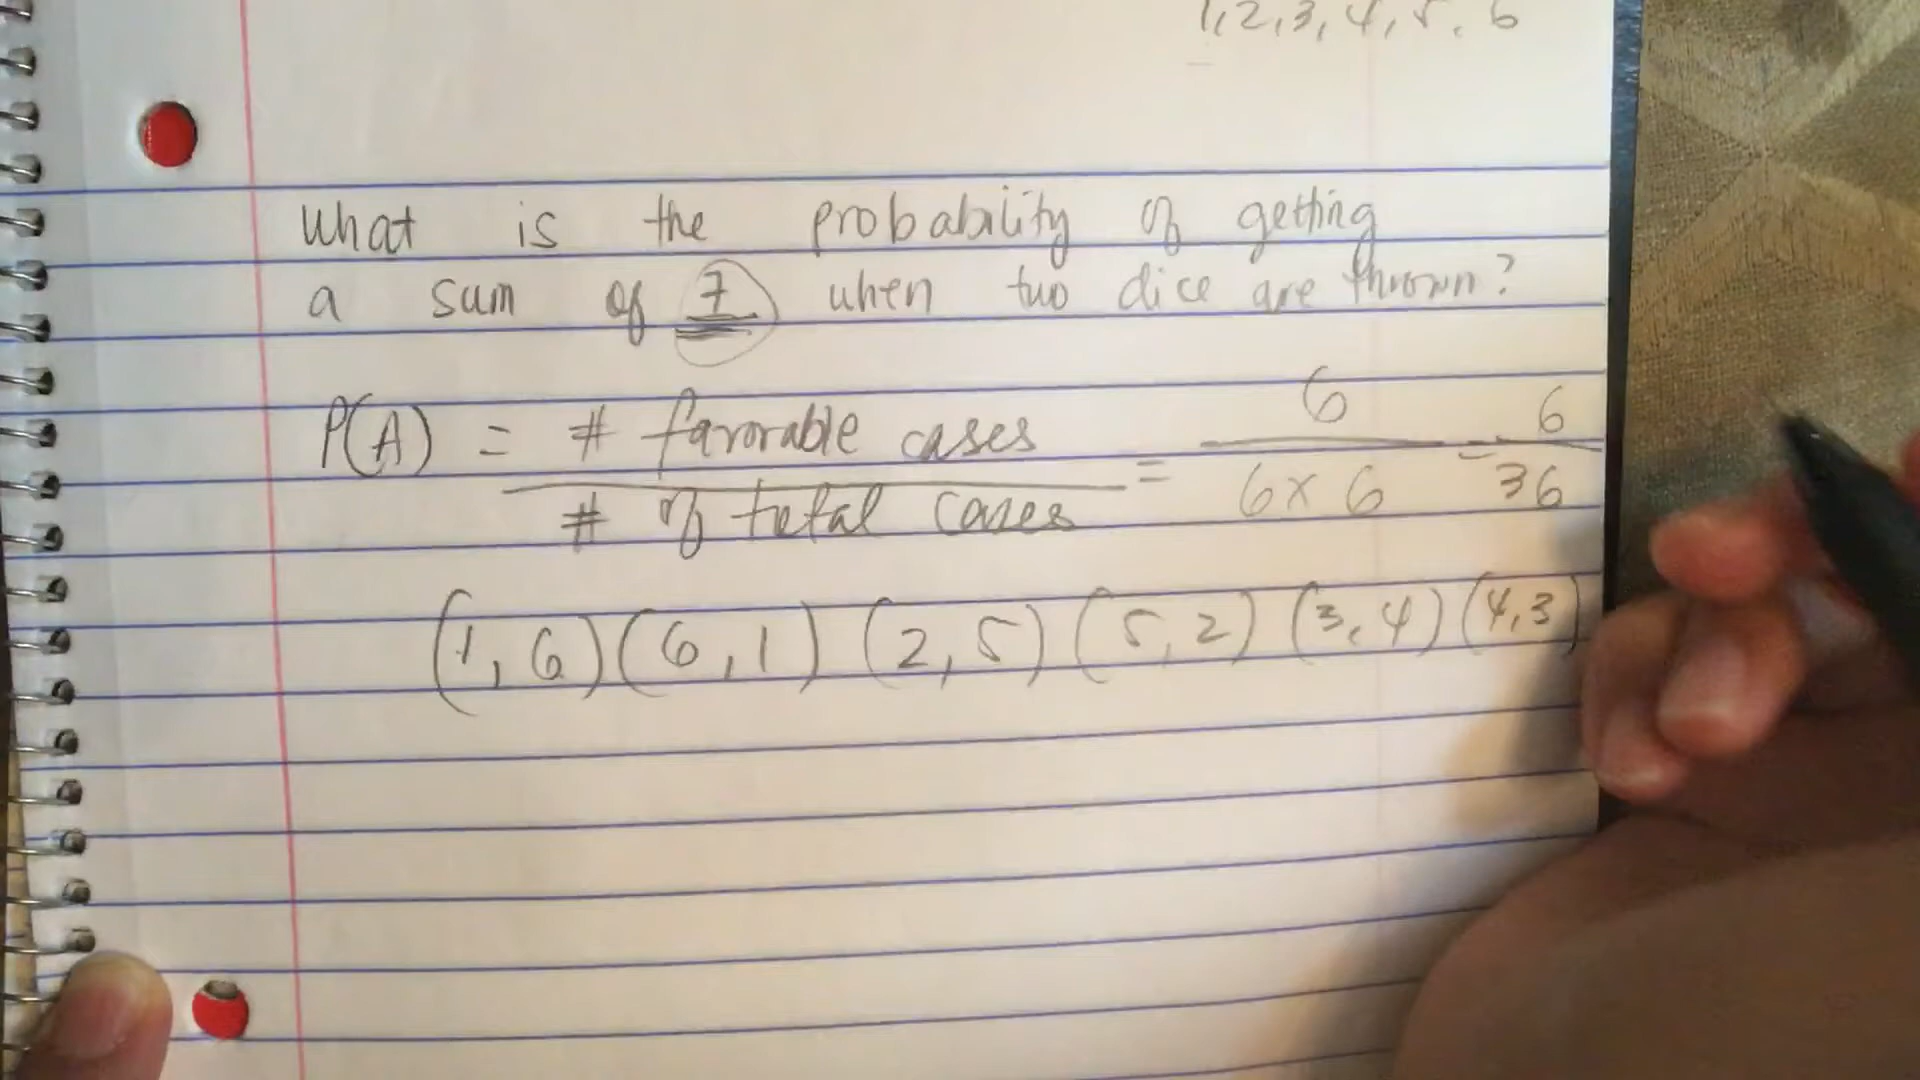 1, 2, 3, 4, 5, 6
What is the probability of getting
a sum of 7 when two dice are thrown?
P(A) = # favorable cases / # of total cases = 6 / 6 x 6 = 6 / 36
(1, 6) (6, 1) (2, 5) (5, 2) (3, 4) (4, 3)